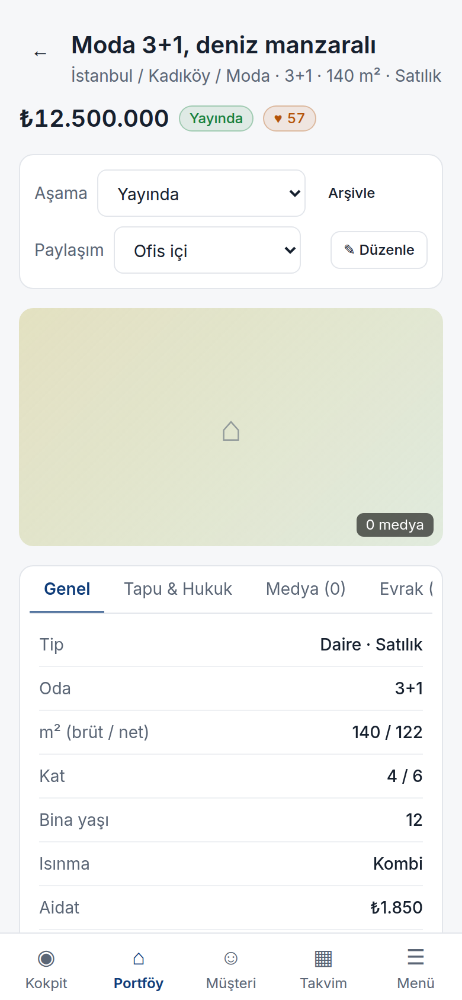 ← Moda 3+1, deniz manzaralı
İstanbul / Kadıköy / Moda · 3+1 · 140 m² · Satılık
₺12.500.000 Yayında ♥ 57
Aşama Yayında Arşivle
Paylaşım Ofis içi ✎ Düzenle
0 medya
Genel Tapu & Hukuk Medya (0) Evrak (
Tip Daire · Satılık
Oda 3+1
m² (brüt / net) 140 / 122
Kat 4 / 6
Bina yaşı 12
Isınma Kombi
Aidat ₺1.850
Kokpit Portföy Müşteri Takvim Menü